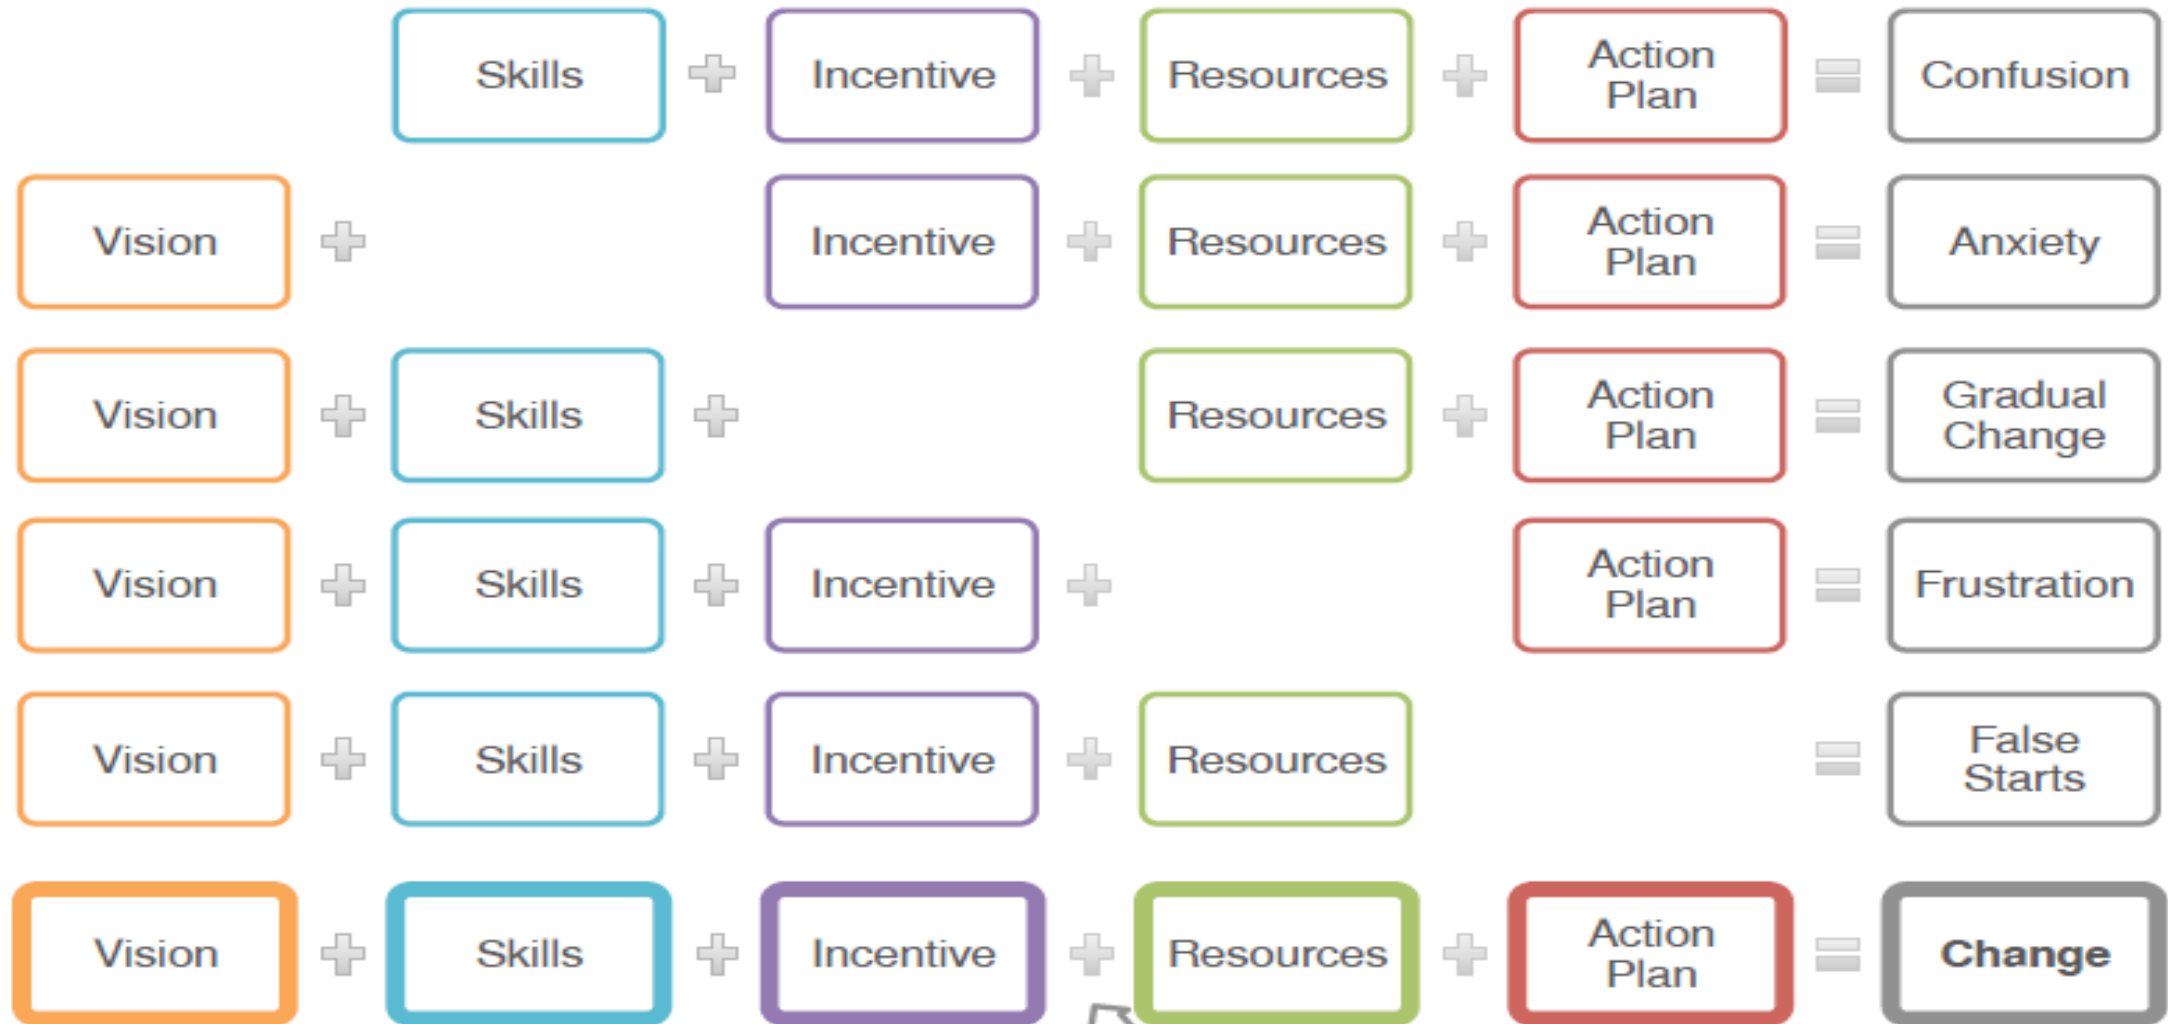 Skills + Incentive + Resources + Action Plan = Confusion
Vision + Incentive + Resources + Action Plan = Anxiety
Vision + Skills + Resources + Action Plan = Gradual Change
Vision + Skills + Incentive + Action Plan = Frustration
Vision + Skills + Incentive + Resources = False Starts
Vision + Skills + Incentive + Resources + Action Plan = Change